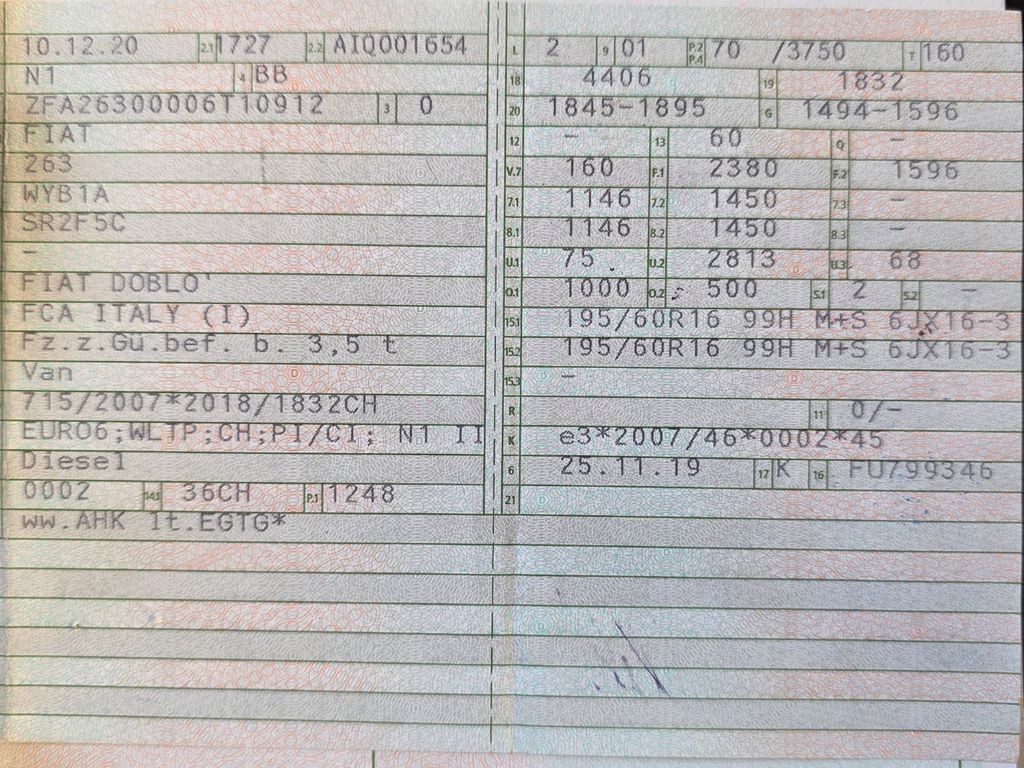 10.12.20 2.1 1727 2.2 AIQ001654
N1 4 BB
ZFA26300006T10912 3 0
FIAT
263
WYB1A
SR2F5C
–
FIAT DOBLO'
FCA ITALY (I)
Fz.z.Gü.bef. b. 3,5 t
Van
715/2007*2018/1832CH
EURO6;WLTP;CH;PI/CI; N1 II
Diesel
0002 14.1 36CH P.1 1248
ww.AHK lt.EGTG*
L 2 9 01 P.2 P.4 70 /3750 T 160
18 4406 19 1832
20 1845-1895 G 1494-1596
12 – 13 60 Q –
V.7 160 F.1 2380 F.2 1596
7.1 1146 7.2 1450 7.3 –
8.1 1146 8.2 1450 8.3 –
U.1 75 U.2 2813 U.3 68
O.1 1000 O.2 500 S.1 2 S.2 –
15.1 195/60R16 99H M+S 6JX16-3
15.2 195/60R16 99H M+S 6JX16-3
15.3 –
R 11 0/–
K e3*2007/46*0002*45
6 25.11.19 17 K 16 FU799346
21